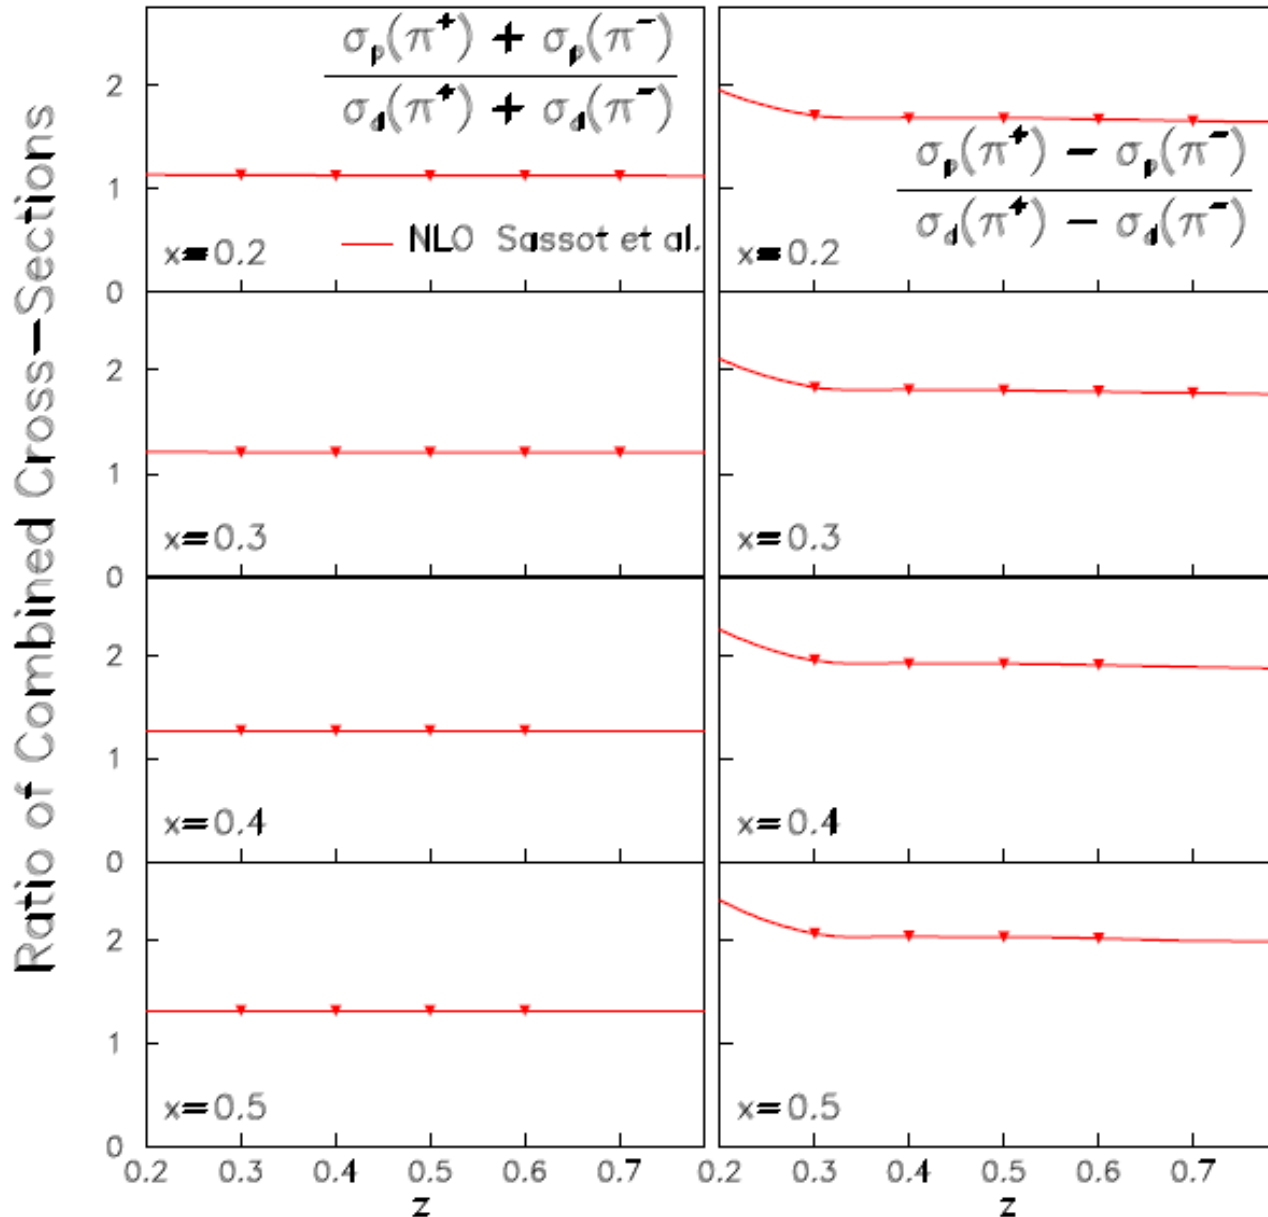 Ratio of Combined Cross-Sections
σp(π+) + σp(π−)
σd(π+) + σd(π−)
2
1
0
NLO Sassot et al.
x=0.2
σp(π+) − σp(π−)
σd(π+) − σd(π−)
x=0.2
2
1
0
x=0.3
x=0.3
2
1
0
x=0.4
x=0.4
2
1
0
x=0.5
x=0.5
0.2 0.3 0.4 0.5 0.6 0.7
z
0.2 0.3 0.4 0.5 0.6 0.7
z